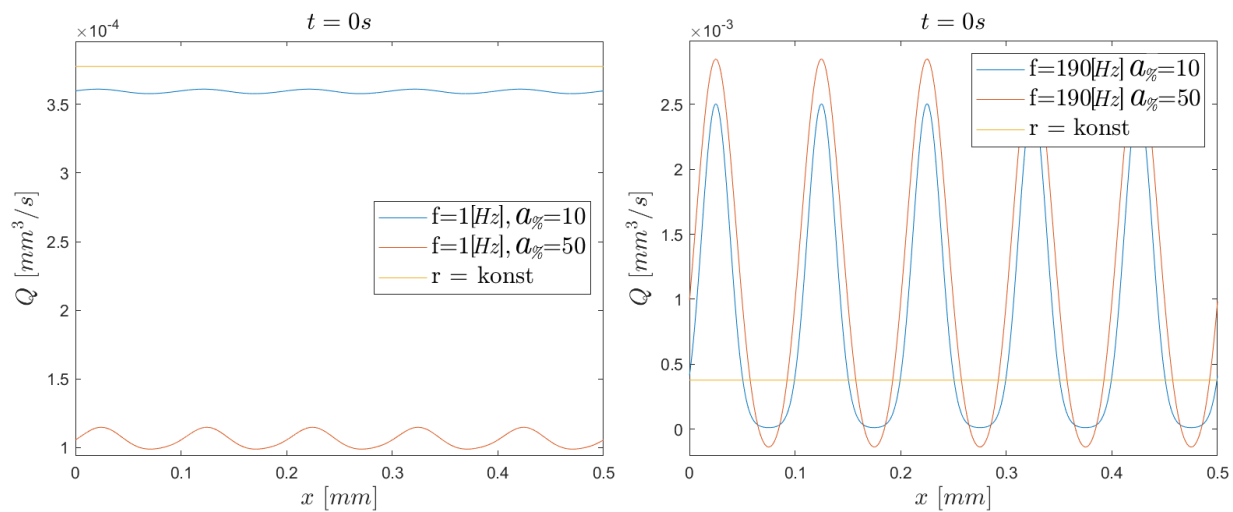 t = 0s
×10⁻⁴
3.5
3
2.5
2
1.5
1
Q [mm³/s]
f=1[Hz], a%=10
f=1[Hz], a%=50
r = konst
0 0.1 0.2 0.3 0.4 0.5
x [mm]
t = 0s
×10⁻³
2.5
2
1.5
1
0.5
0
Q [mm³/s]
f=190[Hz] a%=10
f=190[Hz] a%=50
r = konst
0 0.1 0.2 0.3 0.4 0.5
x [mm]